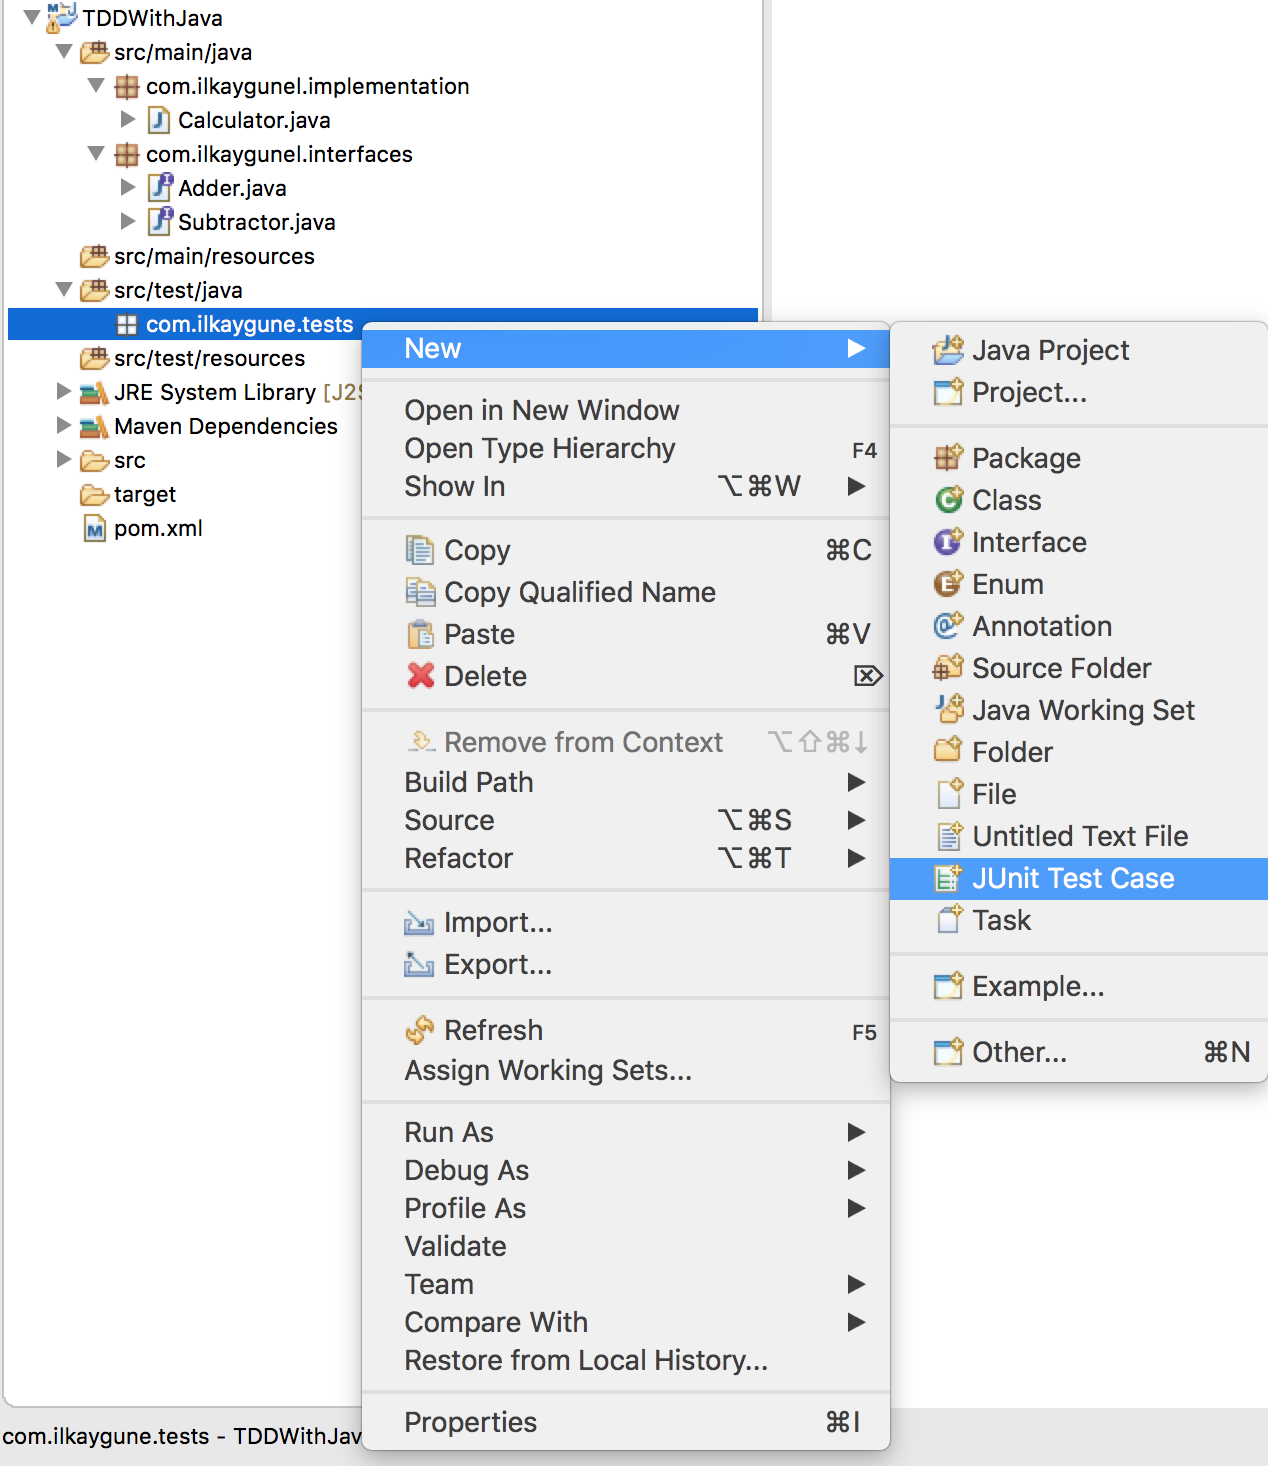 TDDWithJava
src/main/java
com.ilkaygunel.implementation
Calculator.java
com.ilkaygunel.interfaces
Adder.java
Subtractor.java
src/main/resources
src/test/java
com.ilkaygune.tests
src/test/resources
JRE System Library [J2S
Maven Dependencies
src
target
pom.xml
New
Open in New Window
Open Type Hierarchy F4
Show In ⌥⌘W
Copy ⌘C
Copy Qualified Name
Paste ⌘V
Delete ⌦
Remove from Context ⌥⇧⌘↓
Build Path
Source ⌥⌘S
Refactor ⌥⌘T
Import...
Export...
Refresh F5
Assign Working Sets...
Run As
Debug As
Profile As
Validate
Team
Compare With
Restore from Local History...
Properties ⌘I
Java Project
Project...
Package
Class
Interface
Enum
Annotation
Source Folder
Java Working Set
Folder
File
Untitled Text File
JUnit Test Case
Task
Example...
Other... ⌘N
com.ilkaygune.tests - TDDWithJav